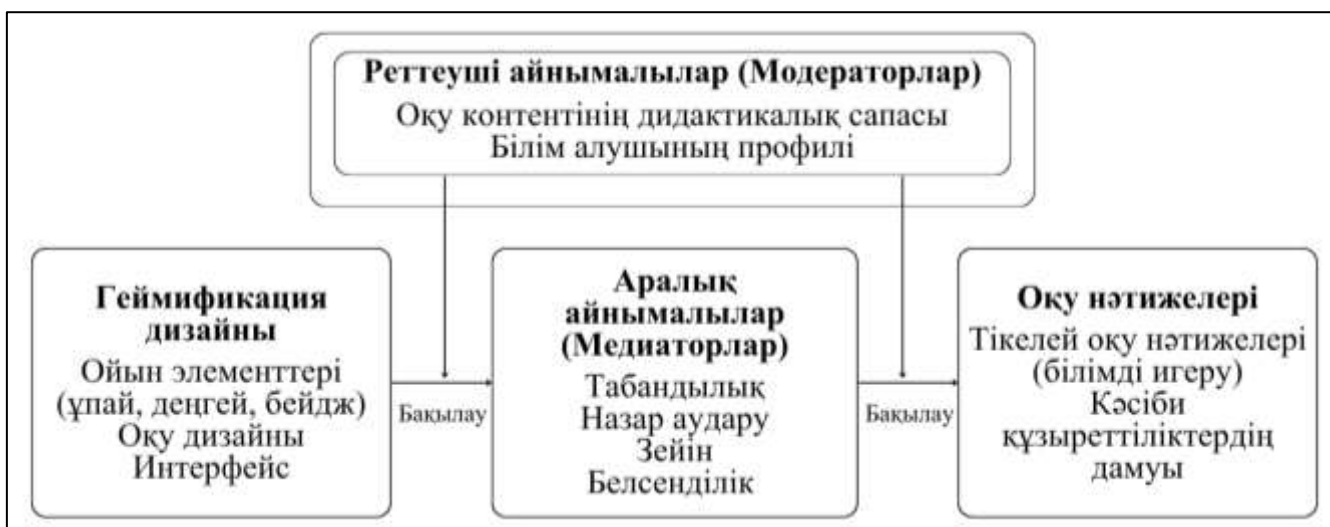 Реттеуші айнымалылар (Модераторлар)
Оқу контентінің дидактикалық сапасы
Білім алушының профилі
Геймификация
дизайны
Ойын элементтері
(ұпай, деңгей, бейдж)
Оқу дизайны
Интерфейс
Бақылау
Аралық
айнымалылар
(Медиаторлар)
Табандылық
Назар аудару
Зейін
Белсенділік
Бақылау
Оқу нәтижелері
Тікелей оқу нәтижелері
(білімді игеру)
Кәсіби
құзыреттіліктердің
дамуы